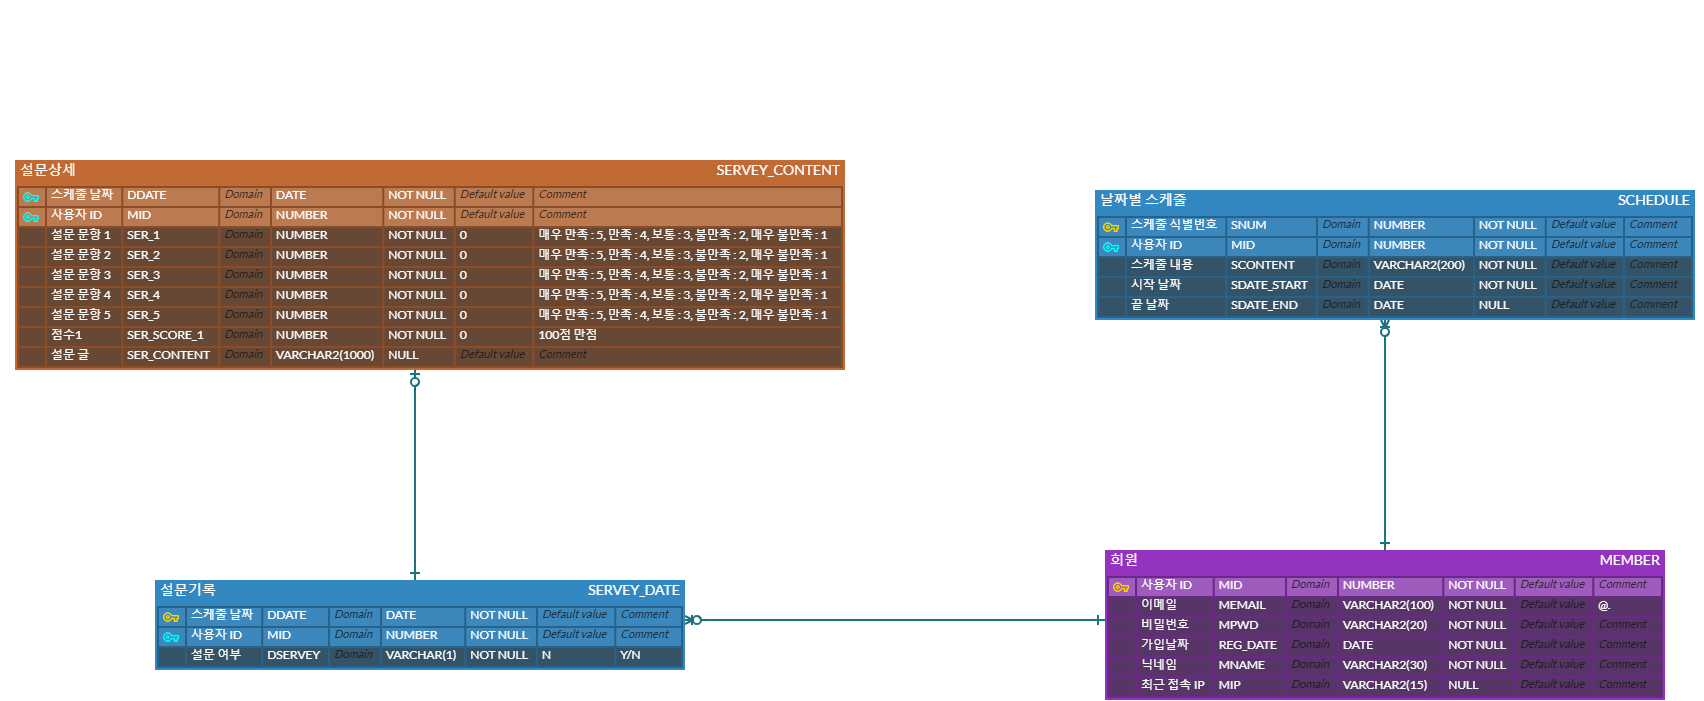 설문상세 SERVEY_CONTENT
스케줄 날짜 DDATE Domain DATE NOT NULL Default value Comment
사용자 ID MID Domain NUMBER NOT NULL Default value Comment
설문 문항 1 SER_1 Domain NUMBER NOT NULL 0 매우 만족 : 5, 만족 : 4, 보통 : 3, 불만족 : 2, 매우 불만족 : 1
설문 문항 2 SER_2 Domain NUMBER NOT NULL 0 매우 만족 : 5, 만족 : 4, 보통 : 3, 불만족 : 2, 매우 불만족 : 1
설문 문항 3 SER_3 Domain NUMBER NOT NULL 0 매우 만족 : 5, 만족 : 4, 보통 : 3, 불만족 : 2, 매우 불만족 : 1
설문 문항 4 SER_4 Domain NUMBER NOT NULL 0 매우 만족 : 5, 만족 : 4, 보통 : 3, 불만족 : 2, 매우 불만족 : 1
설문 문항 5 SER_5 Domain NUMBER NOT NULL 0 매우 만족 : 5, 만족 : 4, 보통 : 3, 불만족 : 2, 매우 불만족 : 1
점수1 SER_SCORE_1 Domain NUMBER NOT NULL 0 100점 만점
설문 글 SER_CONTENT Domain VARCHAR2(1000) NULL Default value Comment
날짜별 스케줄 SCHEDULE
스케줄 식별번호 SNUM Domain NUMBER NOT NULL Default value Comment
사용자 ID MID Domain NUMBER NOT NULL Default value Comment
스케줄 내용 SCONTENT Domain VARCHAR2(200) NOT NULL Default value Comment
시작 날짜 SDATE_START Domain DATE NOT NULL Default value Comment
끝 날짜 SDATE_END Domain DATE NULL Default value Comment
설문기록 SERVEY_DATE
스케줄 날짜 DDATE Domain DATE NOT NULL Default value Comment
사용자 ID MID Domain NUMBER NOT NULL Default value Comment
설문 여부 DSERVEY Domain VARCHAR(1) NOT NULL N Y/N
회원 MEMBER
사용자 ID MID Domain NUMBER NOT NULL Default value Comment
이메일 MEMAIL Domain VARCHAR2(100) NOT NULL Default value @.
비밀번호 MPWD Domain VARCHAR2(20) NOT NULL Default value Comment
가입날짜 REG_DATE Domain DATE NOT NULL Default value Comment
닉네임 MNAME Domain VARCHAR2(30) NOT NULL Default value Comment
최근 접속 IP MIP Domain VARCHAR2(15) NULL Default value Comment